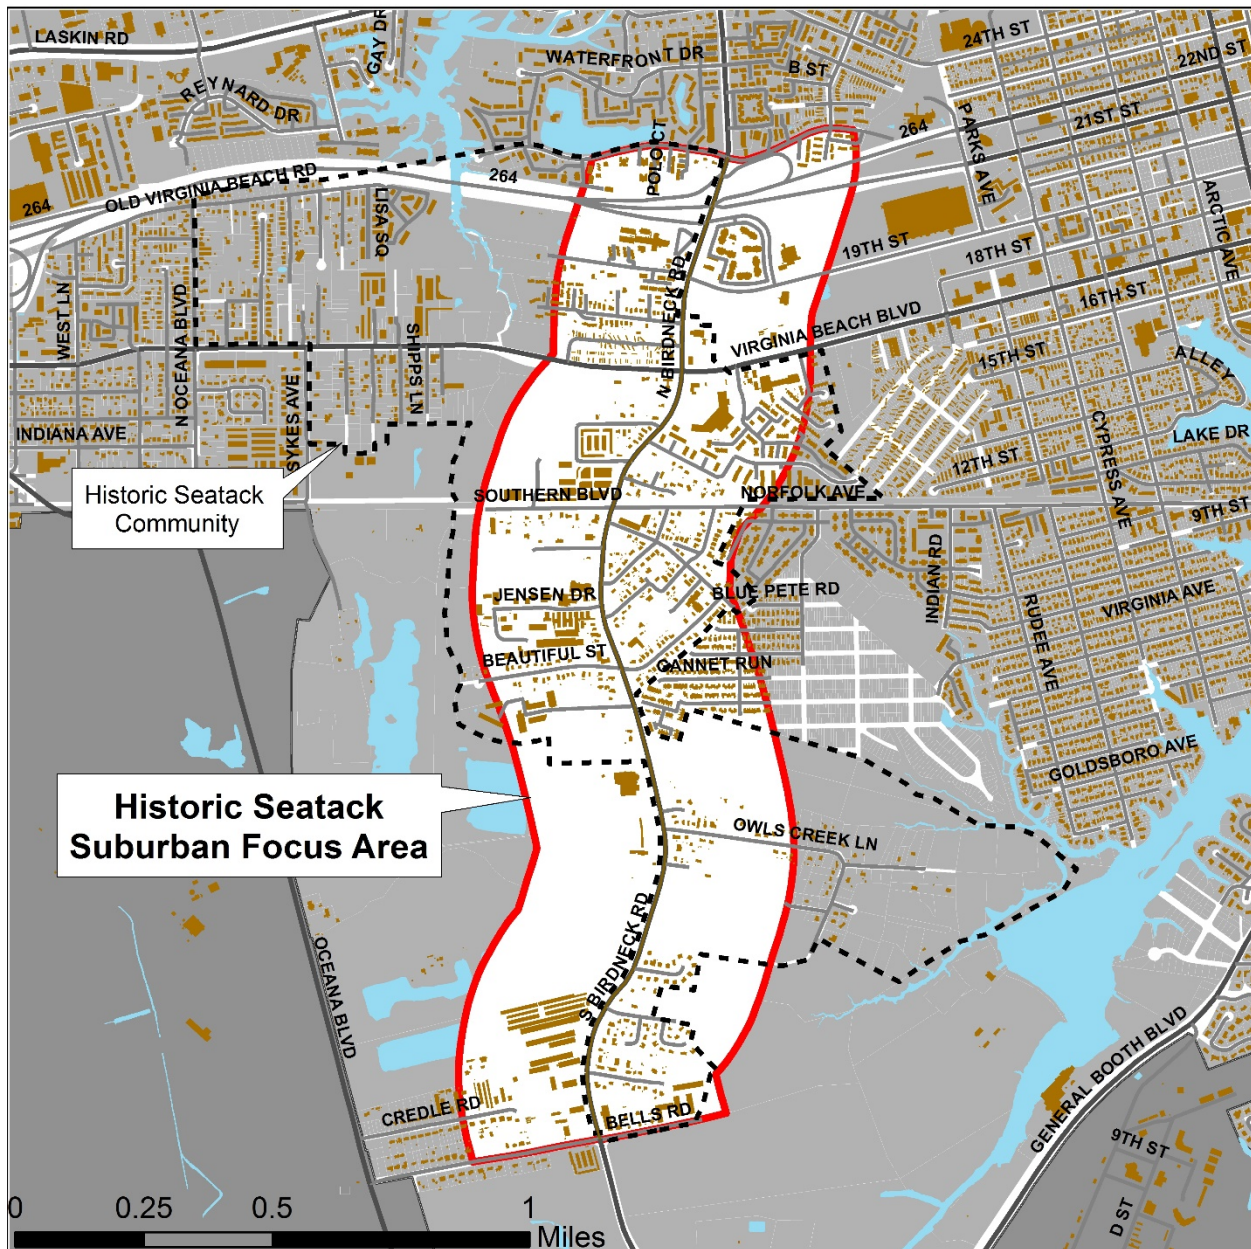 LASKIN RD
GAY DR
WATERFRONT DR
B ST
24TH ST
22ND ST
REYNARD DR
PARKS AVE
21ST ST
264
POLO CT
264
OLD VIRGINIA BEACH RD
264
LISA SQ
ARCTIC AVE
19TH ST
18TH ST
16TH ST
WEST LN
N OCEANA BLVD
SHIPS LN
N BIRDNECK RD
VIRGINIA BEACH BLVD
15TH ST
ALLEY
SYKES AVE
INDIANA AVE
CYPRESS AVE
LAKE DR
12TH ST
Historic Seatack
Community
SOUTHERN BLVD
NORFOLK AVE
9TH ST
INDIAN RD
JENSEN DR
BLUE PETE RD
RUDEE AVE
VIRGINIA AVE
BEAUTIFUL ST
GANNET RUN
GOLDSBORO AVE
Historic Seatack
Suburban Focus Area
OWLS CREEK LN
OCEANA BLVD
S BIRDNECK RD
GENERAL BOOTH BLVD
CREDLE RD
BELLS RD
9TH ST
D ST
0 0.25 0.5 1
Miles